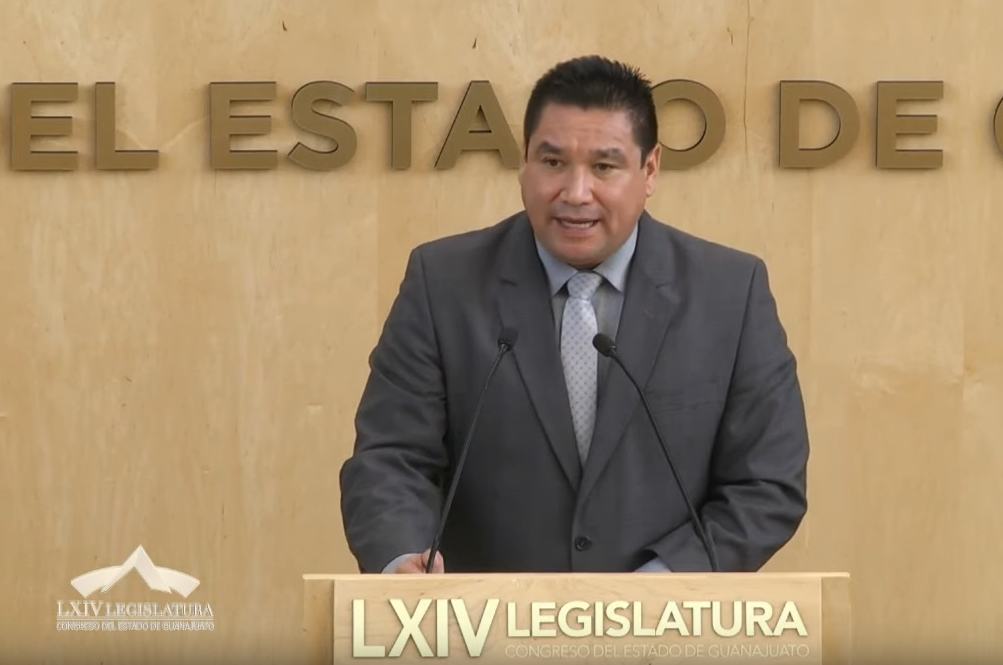 EL ESTADO DE
LXIV LEGISLATURA
CONGRESO DEL ESTADO DE GUANAJUATO
LXIV LEGISLATURA
CONGRESO DEL ESTADO DE GUANAJUATO